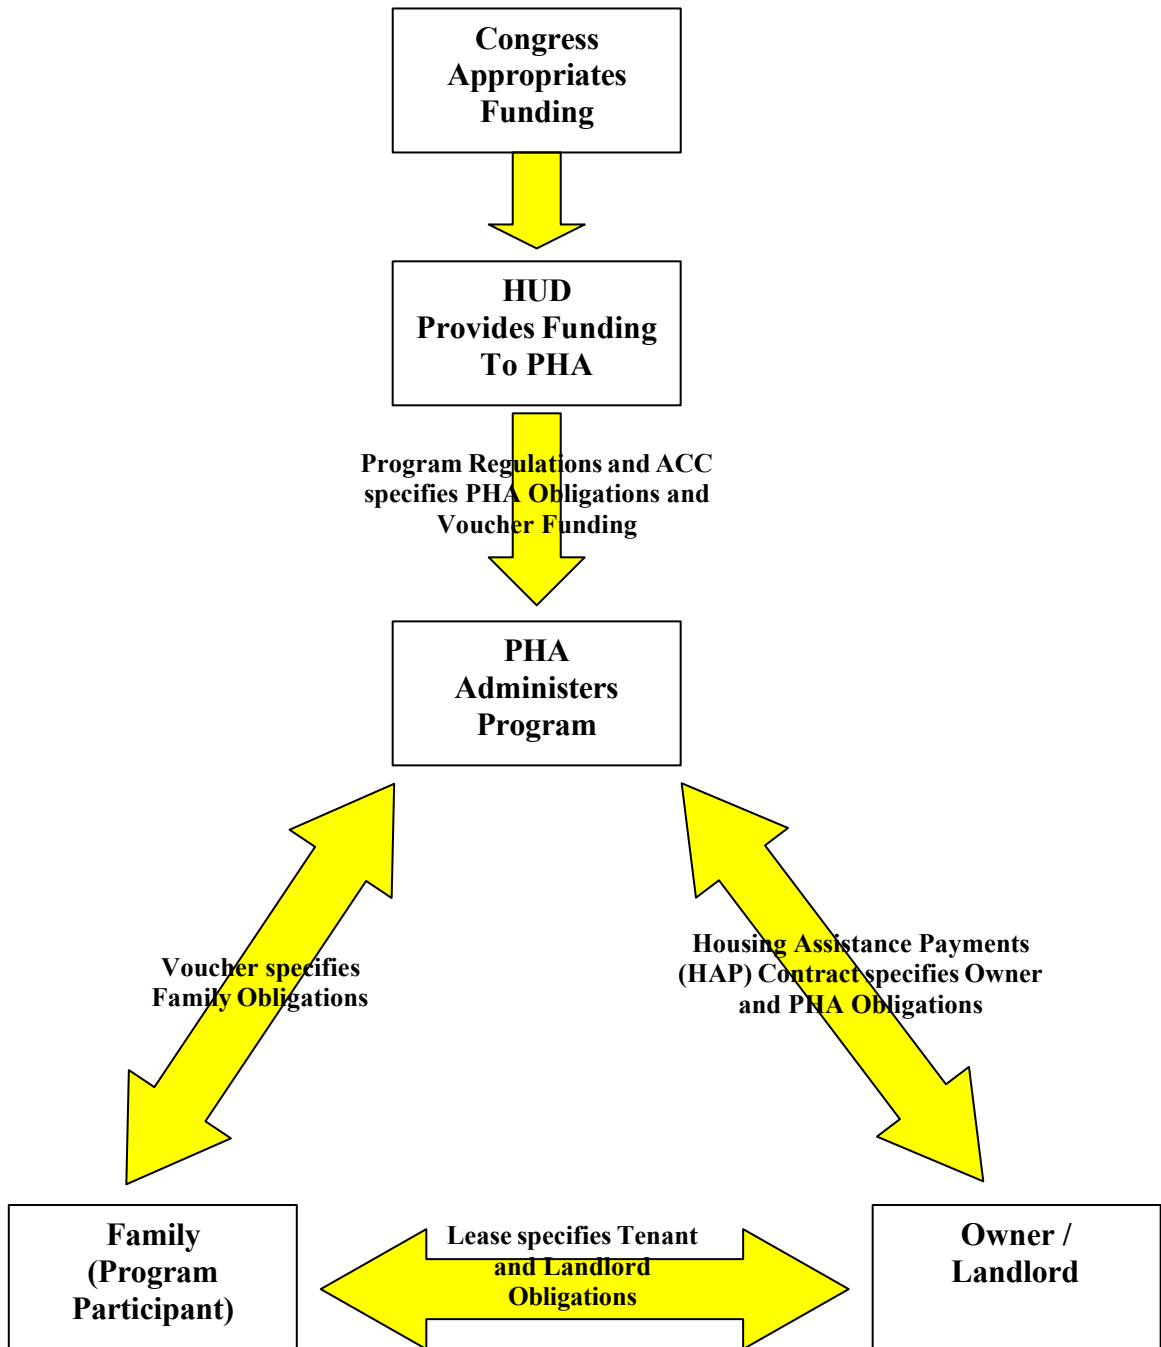 Congress
Appropriates
Funding
HUD
Provides Funding
To PHA
Program Regulations and ACC
specifies PHA Obligations and
Voucher Funding
PHA
Administers
Program
Voucher specifies
Family Obligations
Housing Assistance Payments
(HAP) Contract specifies Owner
and PHA Obligations
Family
(Program
Participant)
Lease specifies Tenant
and Landlord
Obligations
Owner /
Landlord